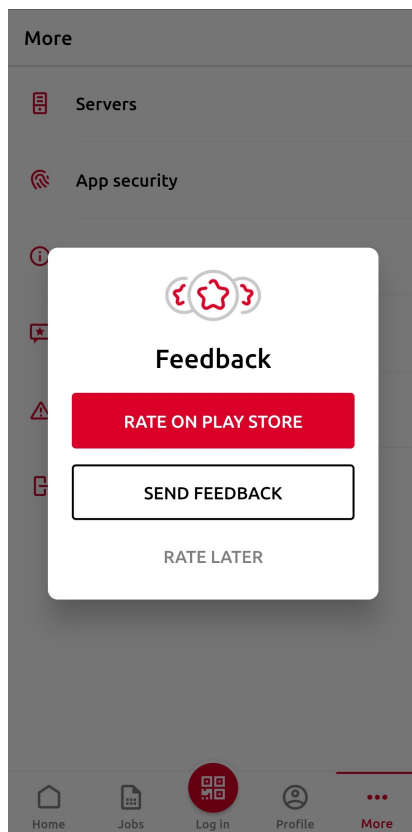 More
Servers
App security
Feedback
RATE ON PLAY STORE
SEND FEEDBACK
RATE LATER
Home
Jobs
Log in
Profile
More